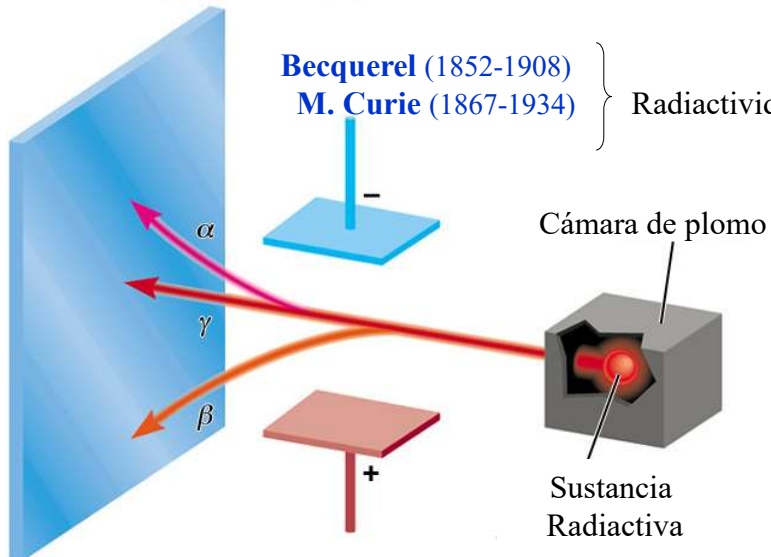 Becquerel (1852-1908)
M. Curie (1867-1934)
−
Cámara de plomo
α
γ
β
+
Sustancia
Radiactiva